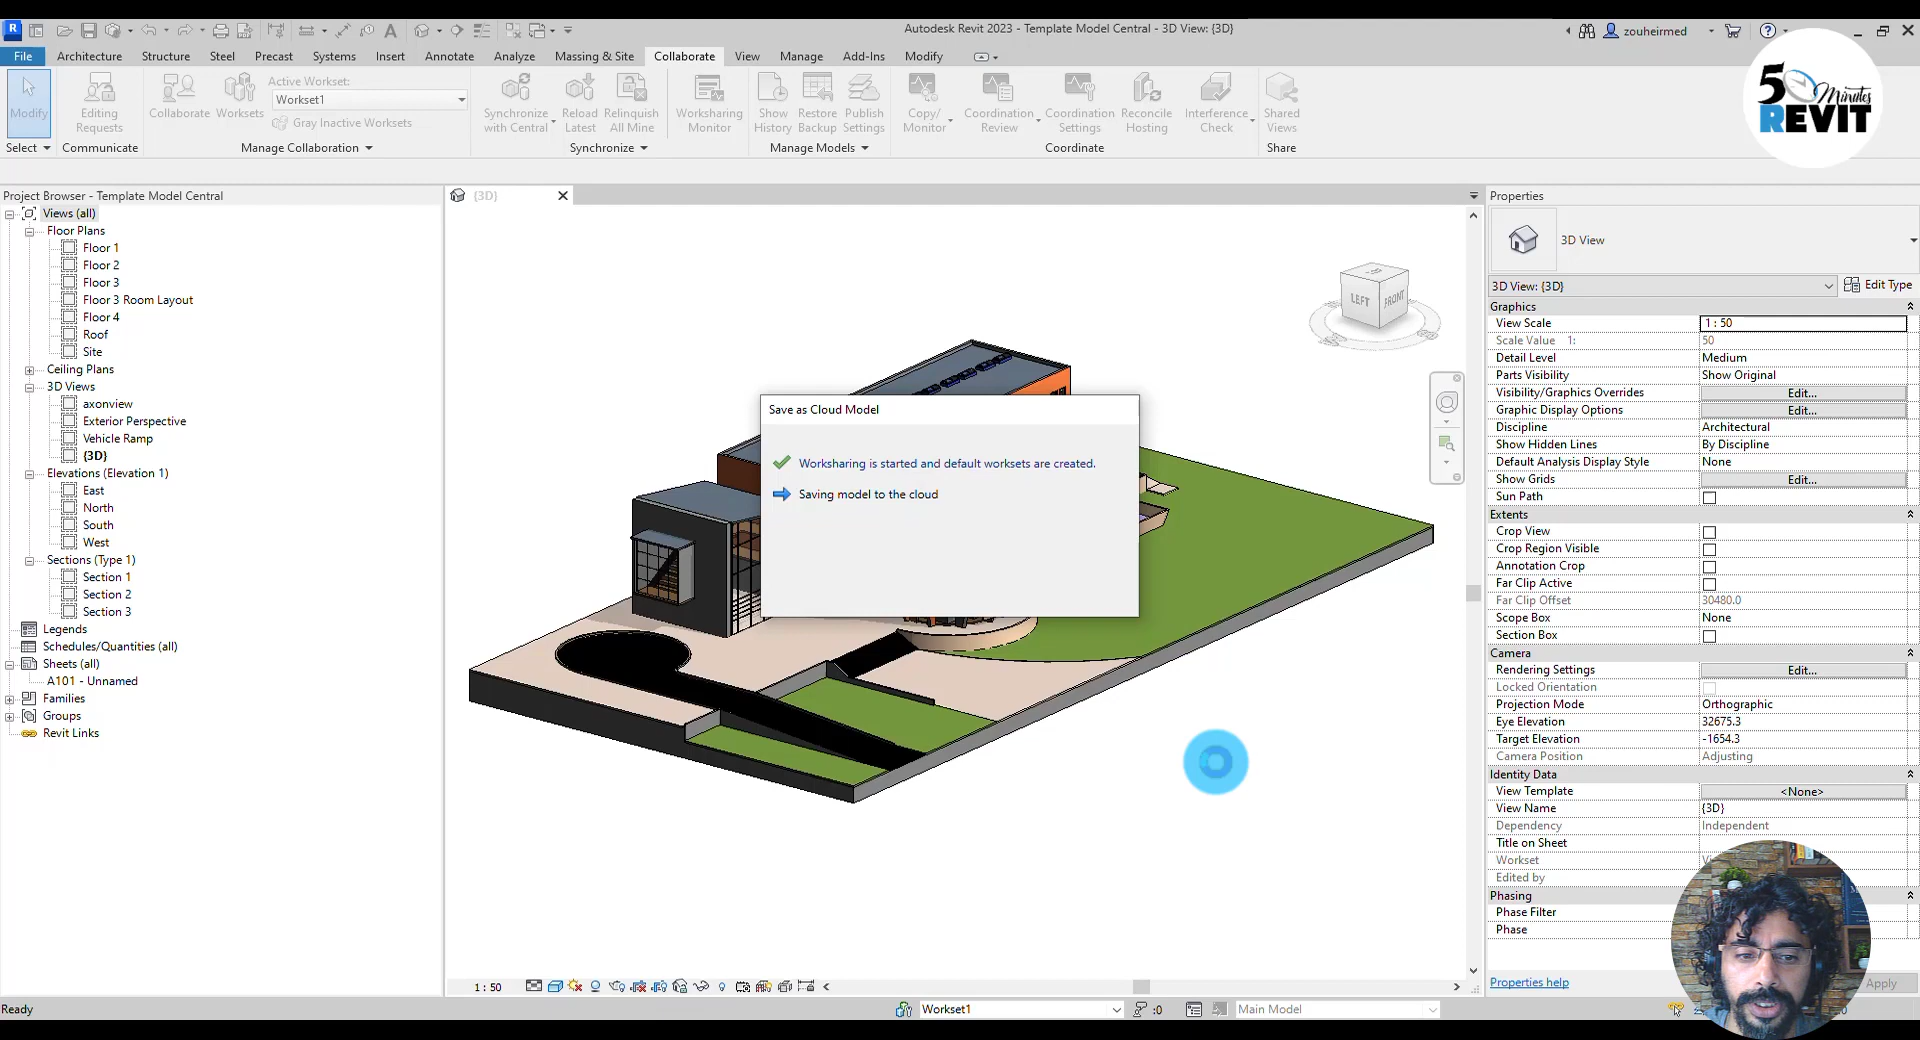 Autodesk Revit 2023 - Template Model Central - 3D View: {3D}
zouheirmed
File Architecture Structure Steel Precast Systems Insert Annotate Analyze Massing & Site Collaborate View Manage Add-Ins Modify
Modify
Select
Editing Requests
Communicate
Collaborate
Worksets
Active Workset:
Workset1
Gray Inactive Worksets
Manage Collaboration
Synchronize with Central
Reload Latest
Relinquish All Mine
Synchronize
Worksharing Monitor
Show History
Restore Backup
Publish Settings
Manage Models
Copy/ Monitor
Coordination Review
Coordination Settings
Reconcile Hosting
Interference Check
Coordinate
Shared Views
Share
5 Minutes
REVIT
Project Browser - Template Model Central
Views (all)
Floor Plans
Floor 1
Floor 2
Floor 3
Floor 3 Room Layout
Floor 4
Roof
Site
Ceiling Plans
3D Views
axonview
Exterior Perspective
Vehicle Ramp
{3D}
Elevations (Elevation 1)
East
North
South
West
Sections (Type 1)
Section 1
Section 2
Section 3
Legends
Schedules/Quantities (all)
Sheets (all)
A101 - Unnamed
Families
Groups
Revit Links
{3D}
LEFT FRONT
Save as Cloud Model
Worksharing is started and default worksets are created.
Saving model to the cloud
Properties
3D View
3D View: {3D} Edit Type
Graphics
View Scale 1 : 50
Scale Value 1: 50
Detail Level Medium
Parts Visibility Show Original
Visibility/Graphics Overrides Edit...
Graphic Display Options Edit...
Discipline Architectural
Show Hidden Lines By Discipline
Default Analysis Display Style None
Show Grids Edit...
Sun Path
Extents
Crop View
Crop Region Visible
Annotation Crop
Far Clip Active
Far Clip Offset 30480.0
Scope Box None
Section Box
Camera
Rendering Settings Edit...
Locked Orientation
Projection Mode Orthographic
Eye Elevation 32675.3
Target Elevation -1654.3
Camera Position Adjusting
Identity Data
View Template <None>
View Name {3D}
Dependency Independent
Title on Sheet
Workset
Edited by
Phasing
Phase Filter
Phase
Properties help Apply
1 : 50
Ready
Workset1
:0
Main Model